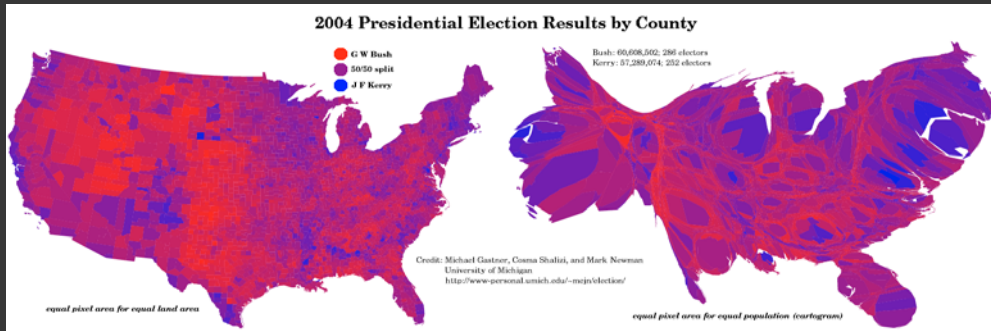 2004 Presidential Election Results by County
G W Bush
50/50 split
J F Kerry
Bush: 60,608,502; 286 electors
Kerry: 57,289,074; 252 electors
Credit: Michael Gastner, Cosma Shalizi, and Mark Newman
University of Michigan
http://www-personal.umich.edu/~mejn/election/
equal pixel area for equal land area
equal pixel area for equal population (cartogram)